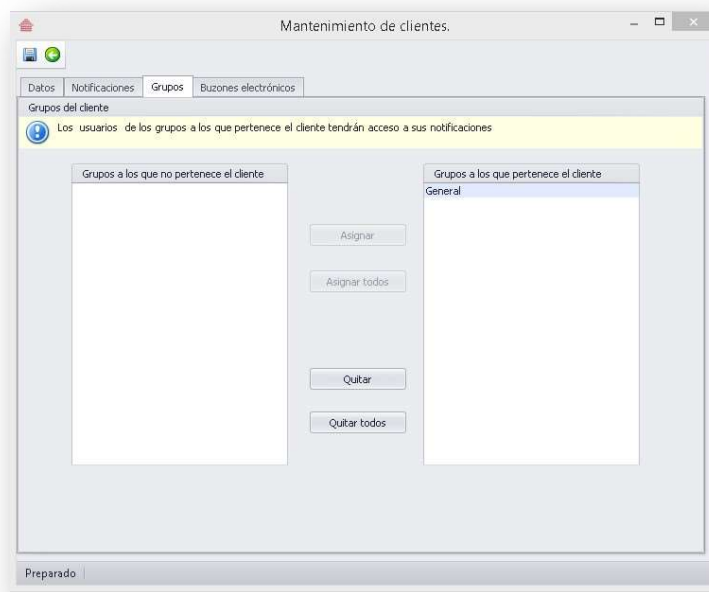 Mantenimiento de clientes.
Datos Notificaciones Grupos Buzones electrónicos
Grupos del cliente
Los usuarios de los grupos a los que pertenece el cliente tendrán acceso a sus notificaciones
Grupos a los que no pertenece el cliente
Grupos a los que pertenece el cliente
General
Asignar
Asignar todos
Quitar
Quitar todos
Preparado